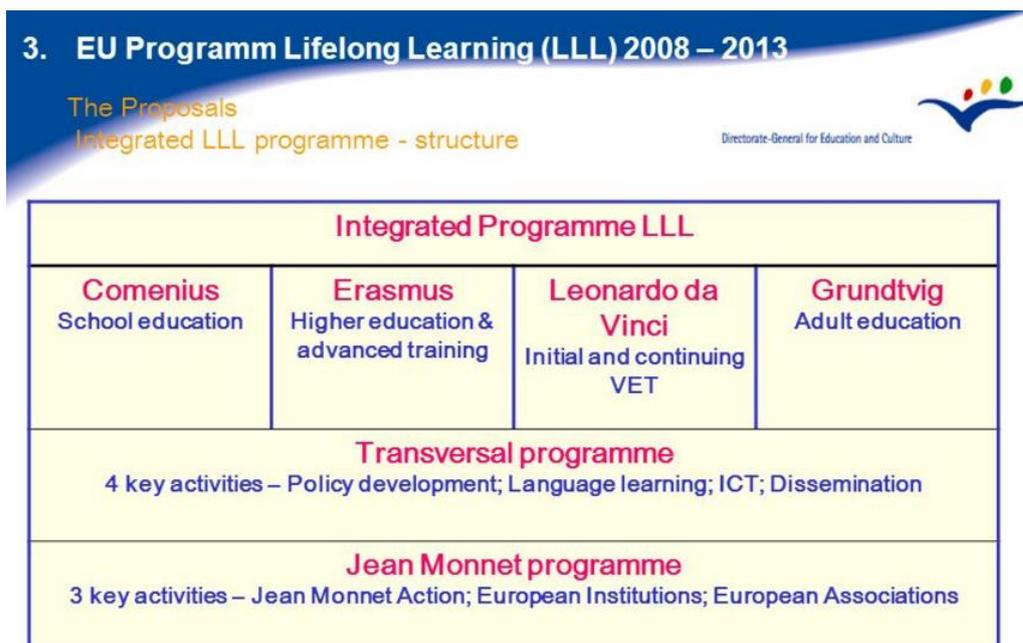 3. EU Programm Lifelong Learning (LLL) 2008 – 2013
The Proposals
Integrated LLL programme - structure
Directorate-General for Education and Culture
Integrated Programme LLL
Comenius
School education
Erasmus
Higher education &
advanced training
Leonardo da
Vinci
Initial and continuing
VET
Grundtvig
Adult education
Transversal programme
4 key activities – Policy development; Language learning; ICT; Dissemination
Jean Monnet programme
3 key activities – Jean Monnet Action; European Institutions; European Associations